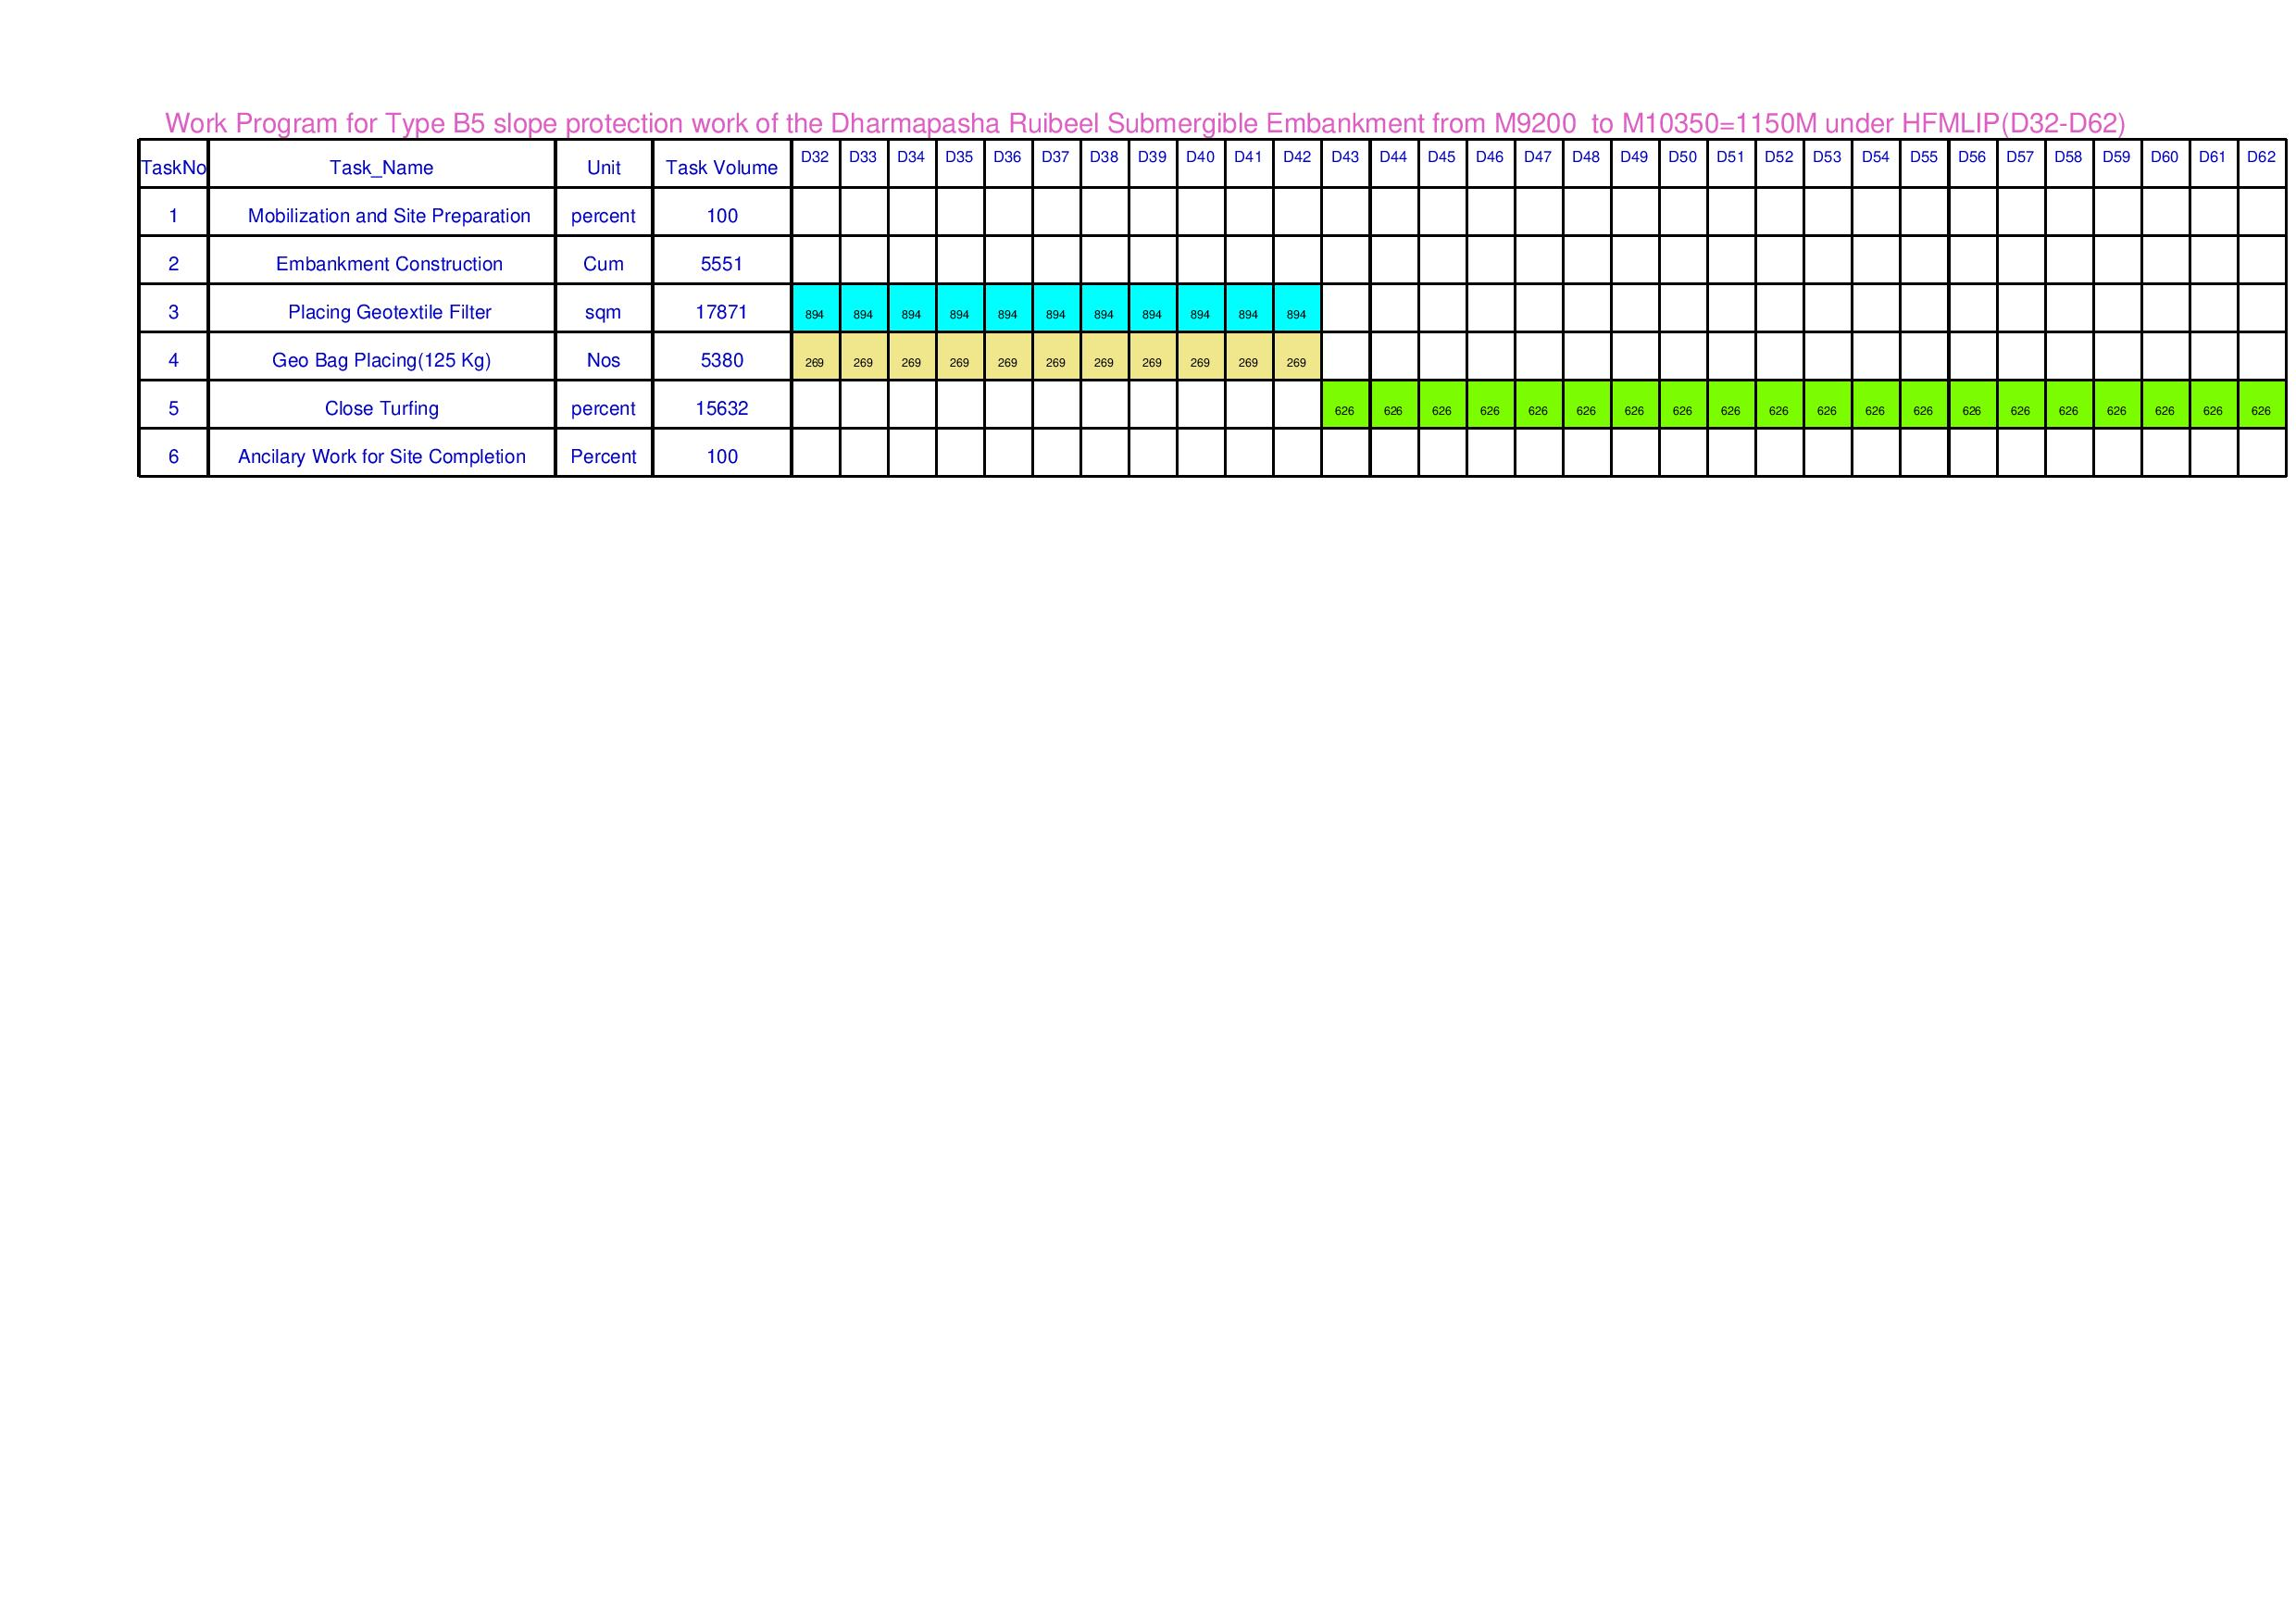 Work Program for Type B5 slope protection work of the Dharmapasha Ruibeel Submergible Embankment from M9200 to M10350=1150M under HFMLIP(D32-D62)
TaskNo Task_Name Unit Task Volume D32 D33 D34 D35 D36 D37 D38 D39 D40 D41 D42 D43 D44 D45 D46 D47 D48 D49 D50 D51 D52 D53 D54 D55 D56 D57 D58 D59 D60 D61 D62
1 Mobilization and Site Preparation percent 100
2 Embankment Construction Cum 5551
3 Placing Geotextile Filter sqm 17871 894 894 894 894 894 894 894 894 894 894 894
4 Geo Bag Placing(125 Kg) Nos 5380 269 269 269 269 269 269 269 269 269 269 269
5 Close Turfing percent 15632 626 626 626 626 626 626 626 626 626 626 626 626 626 626 626 626 626 626 626 626
6 Ancilary Work for Site Completion Percent 100